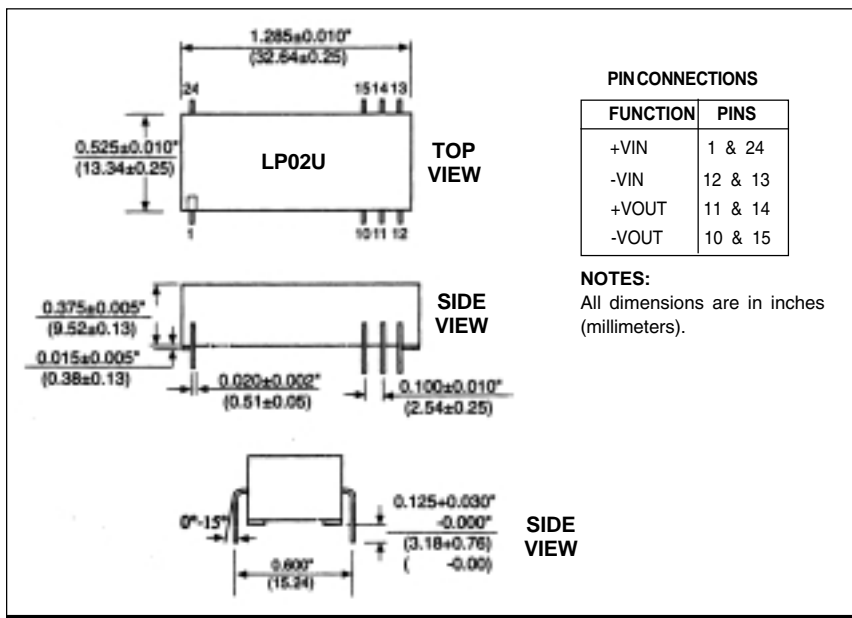 1.285±0.010"
(32.64±0.25)
24 15 14 13
0.525±0.010"
(13.34±0.25)
LP02U
TOP
VIEW
1 10 11 12
PIN CONNECTIONS
FUNCTION PINS
+VIN 1 & 24
-VIN 12 & 13
+VOUT 11 & 14
-VOUT 10 & 15
NOTES:
All dimensions are in inches
(millimeters).
0.375±0.005"
(9.52±0.13)
SIDE
VIEW
0.015±0.005"
(0.38±0.13)
0.020±0.002"
(0.51±0.05)
0.100±0.010"
(2.54±0.25)
0°-15°
0.125+0.030"
-0.000"
(3.18+0.76)
( -0.00)
SIDE
VIEW
0.600"
(15.24)